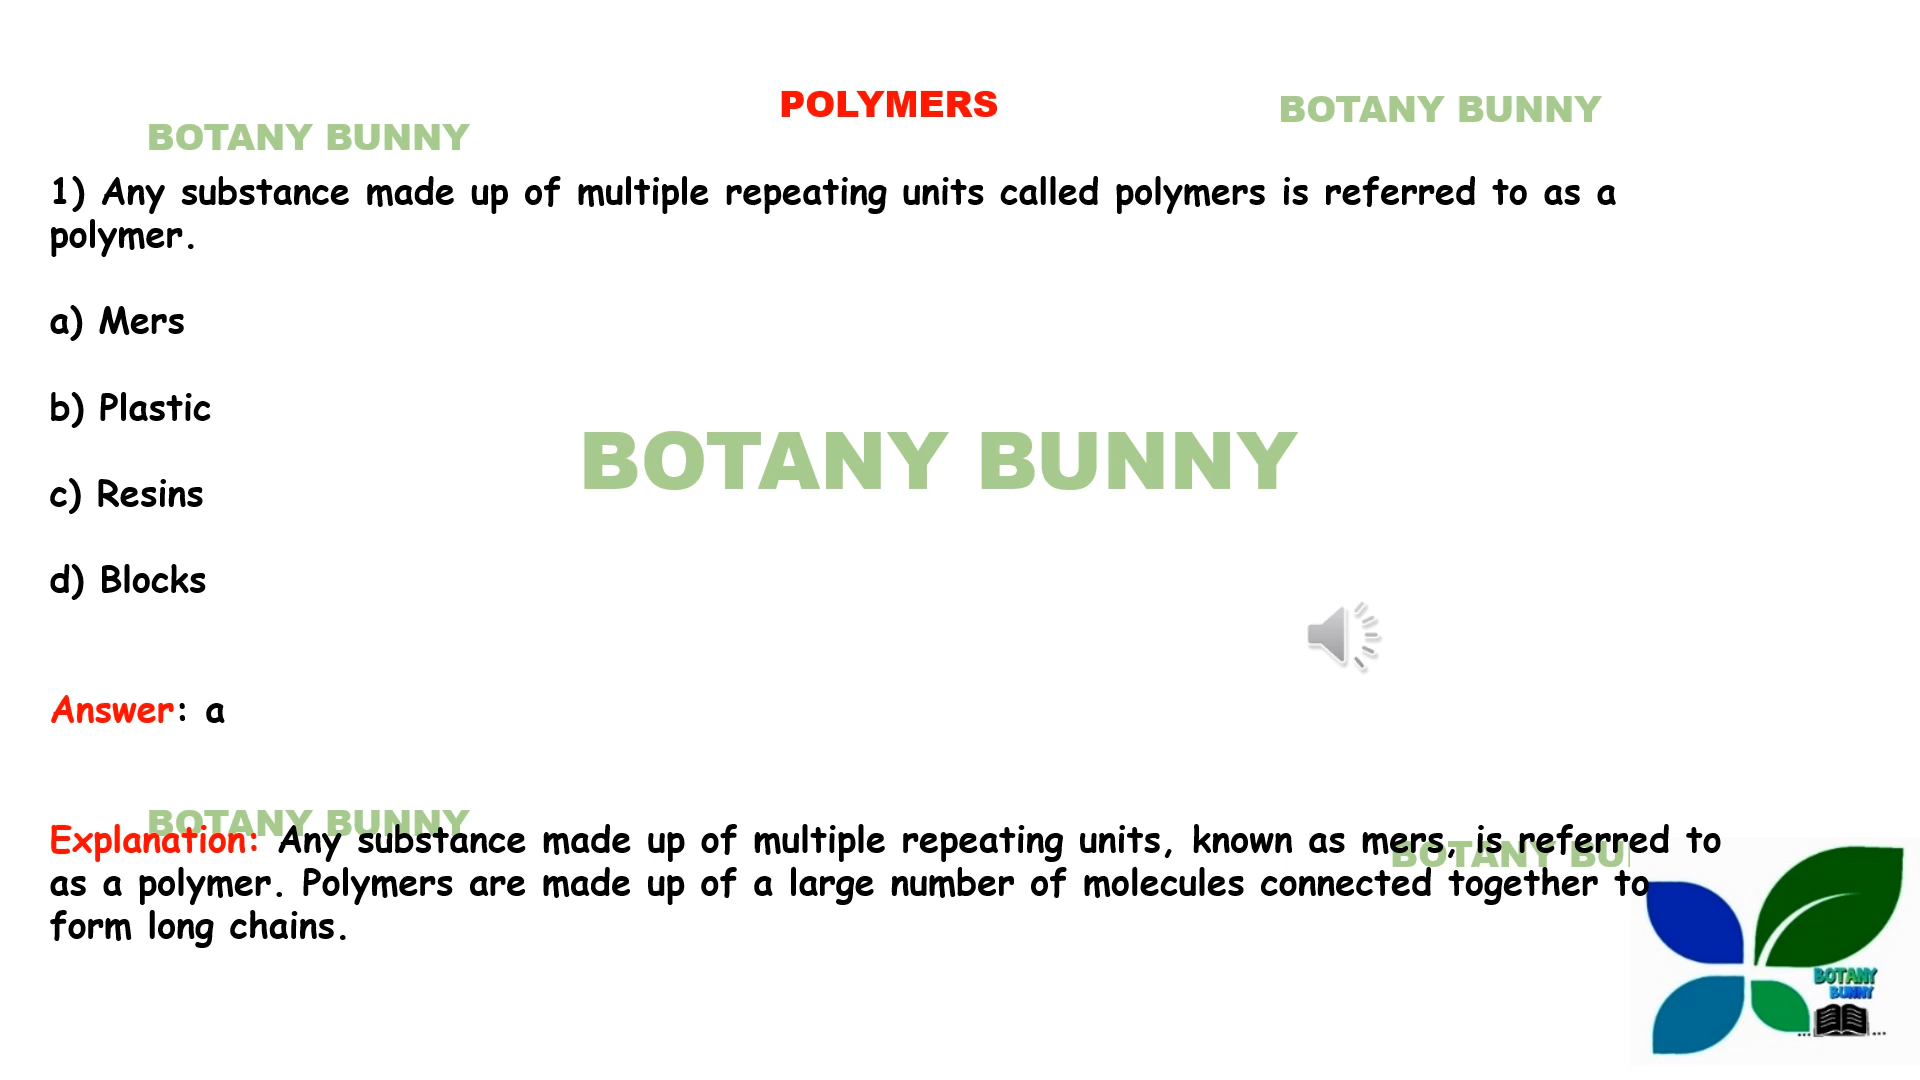 POLYMERS
BOTANY BUNNY
BOTANY BUNNY
1) Any substance made up of multiple repeating units called polymers is referred to as a
polymer.
a) Mers
b) Plastic
BOTANY BUNNY
c) Resins
d) Blocks
Answer: a
BOTANY BUNNY
Explanation: Any substance made up of multiple repeating units, known as mers, is referred to
BOTANY BU
as a polymer. Polymers are made up of a large number of molecules connected together to
form long chains.
BOTANY
BUNNY